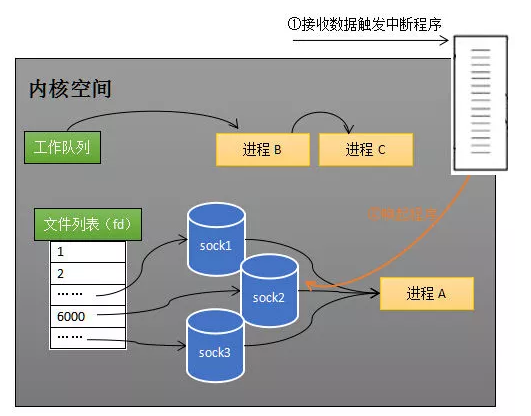 ①接收数据触发中断程序
内核空间
工作队列
进程 B
进程 C
文件列表（fd）
1
2
……
6000
……
sock1
sock2
sock3
进程 A